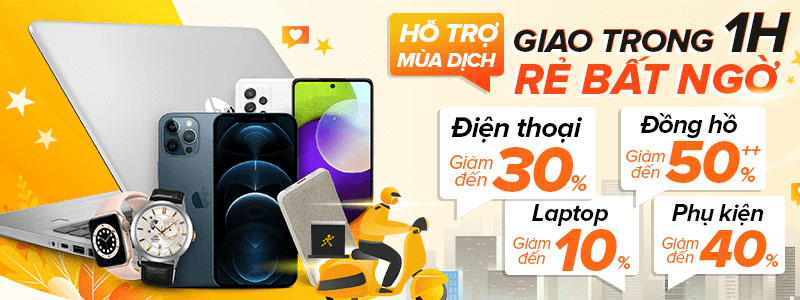 HỖ TRỢ
MÙA DỊCH
GIAO TRONG 1H
RẺ BẤT NGỜ
Điện thoại
Giảm
đến
30%
Đồng hồ
Giảm
đến
50++%
Laptop
Giảm
đến
10%
Phụ kiện
Giảm
đến
40%